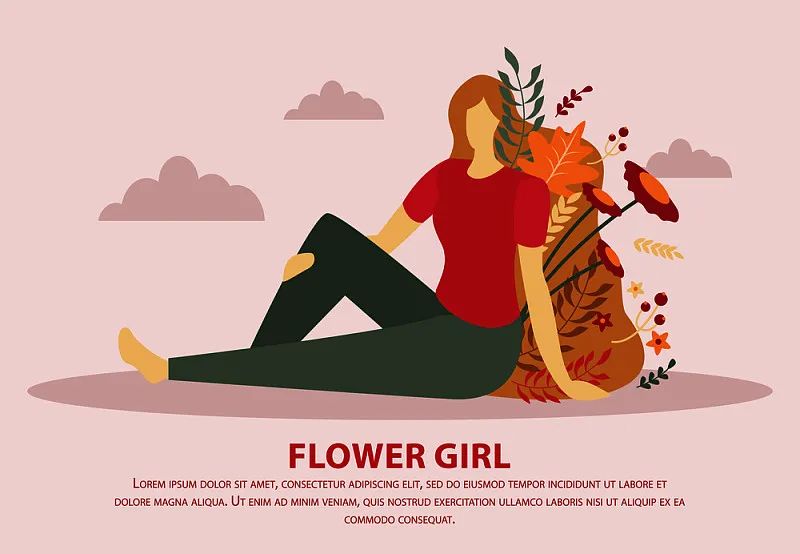 FLOWER GIRL
Lorem ipsum dolor sit amet, consectetur adipiscing elit, sed do eiusmod tempor incididunt ut labore et
dolore magna aliqua. Ut enim ad minim veniam, quis nostrud exercitation ullamco laboris nisi ut aliquip ex ea
commodo consequat.